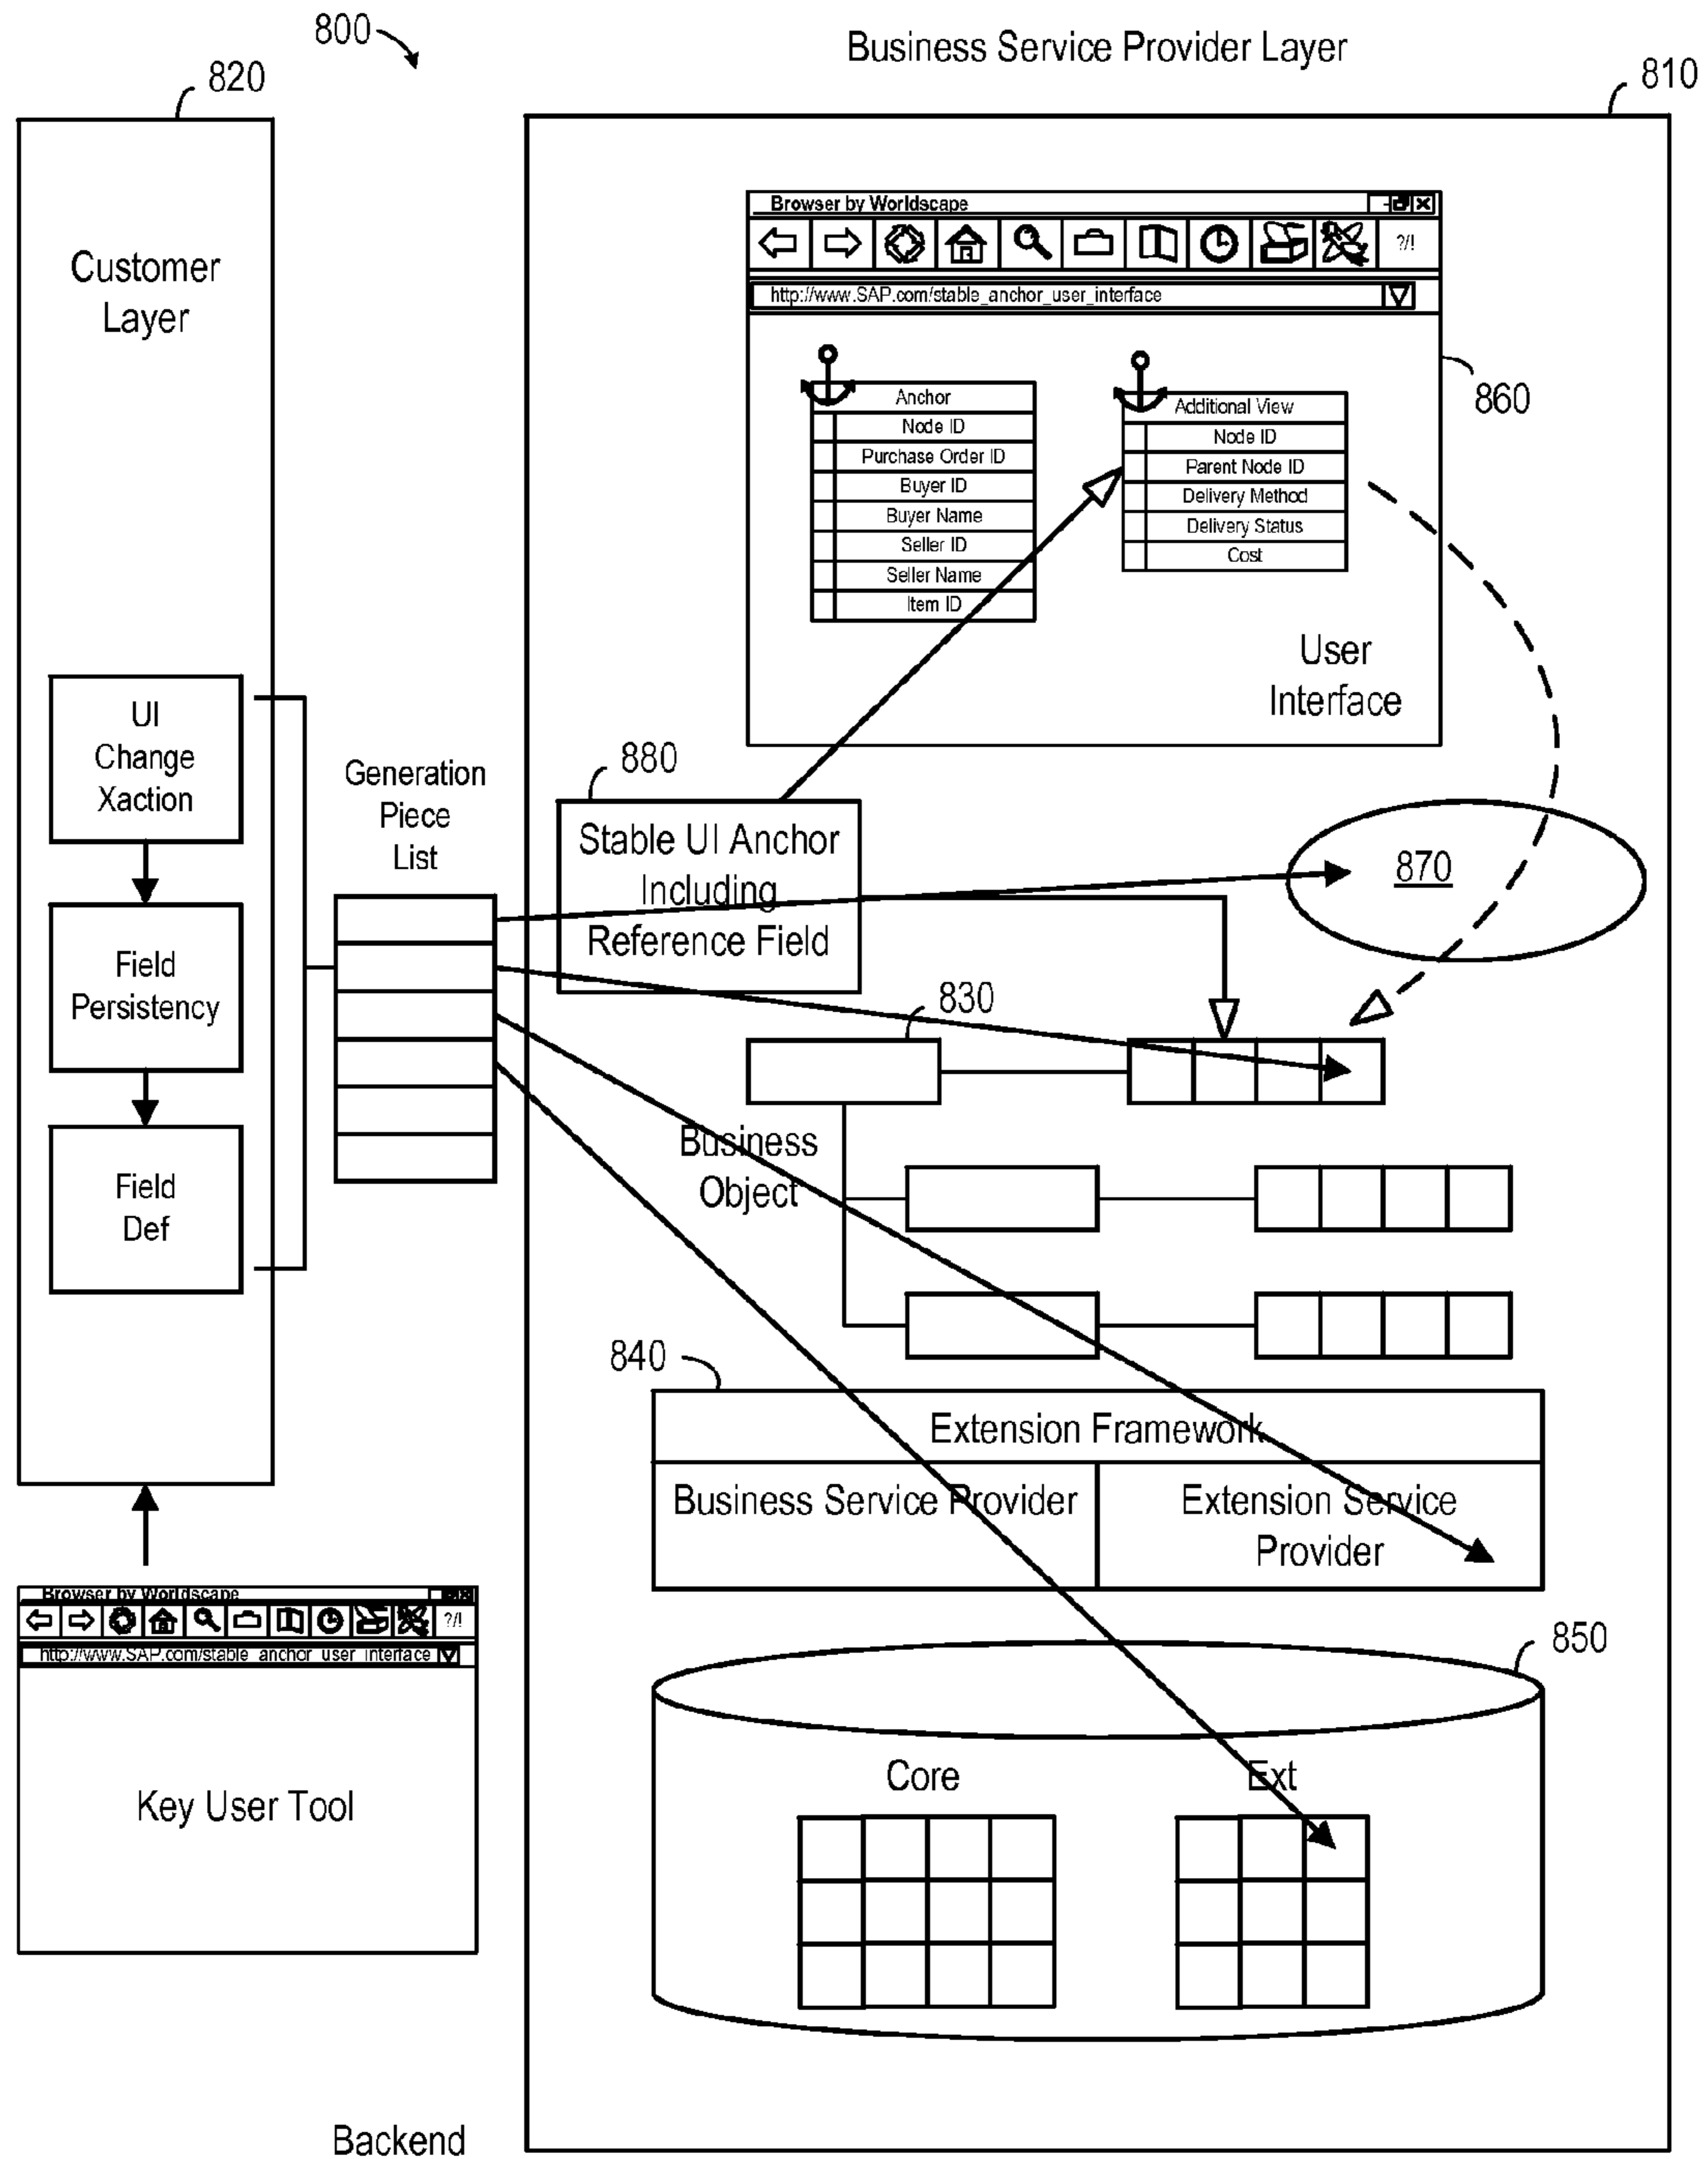 800
Business Service Provider Layer
820
810
Customer
Layer
Browser by Worldscape
?/!
http://www.SAP.com/stable_anchor_user_interface
860
Anchor
Node ID
Purchase Order ID
Buyer ID
Buyer Name
Seller ID
Seller Name
Item ID
Additional View
Node ID
Parent Node ID
Delivery Method
Delivery Status
Cost
User
Interface
UI
Change
Xaction
Field
Persistency
Field
Def
Generation
Piece
List
880
Stable UI Anchor
Including
Reference Field
870
830
Business
Object
840
Extension Framework
Business Service Provider
Extension Service
Provider
Browser by Worldscape
?/!
http://www.SAP.com/stable_anchor_user_interface
Key User Tool
850
Core
Ext
Backend